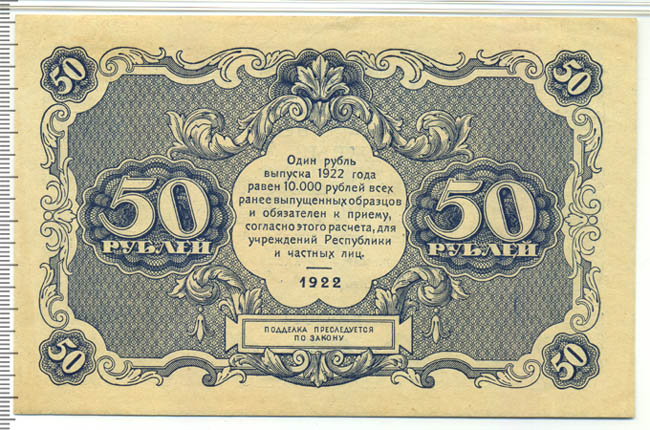 50
50
Один рубль
выпуска 1922 года
равен 10.000 рублей всех
ранее выпущенных образцов
и обязателен к приему,
согласно этого расчета, для
учреждений Республики
и частных лиц.
1922
50
РУБЛЕЙ
50
РУБЛЕЙ
ПОДДЕЛКА ПРЕСЛЕДУЕТСЯ
ПО ЗАКОНУ
50
50